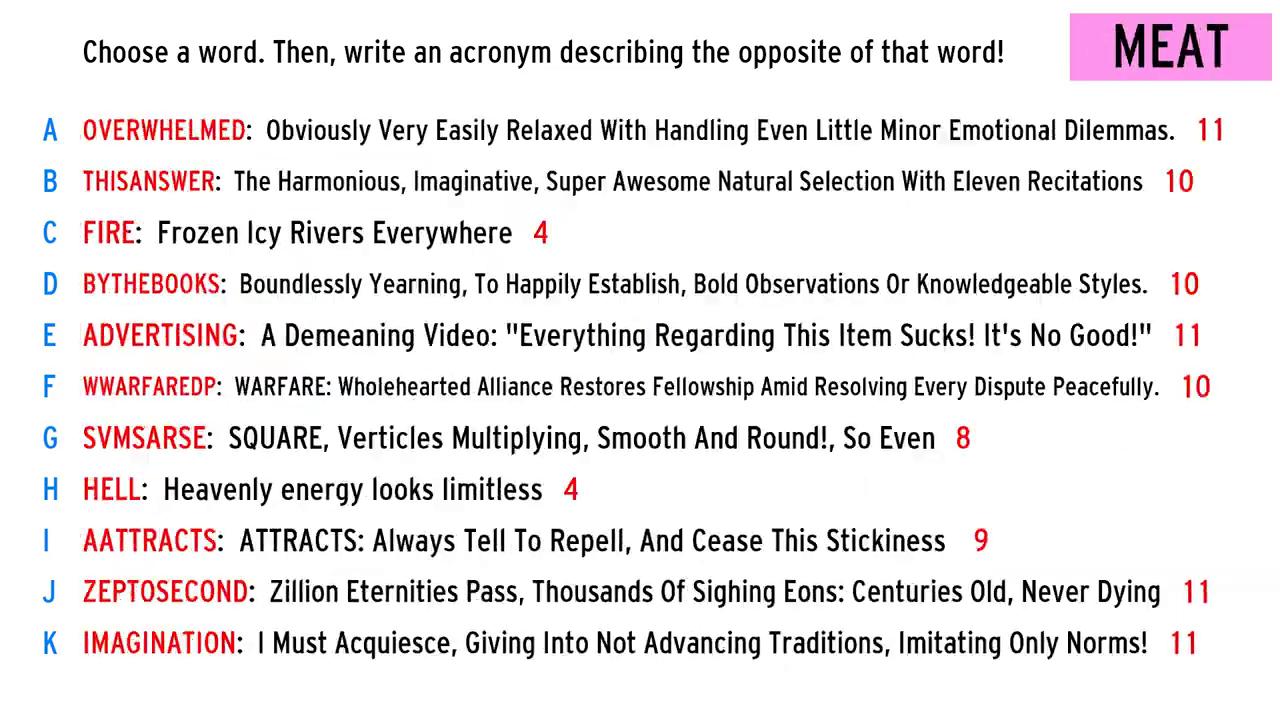 Choose a word. Then, write an acronym describing the opposite of that word!
MEAT
A OVERWHELMED: Obviously Very Easily Relaxed With Handling Even Little Minor Emotional Dilemmas. 11
B THISANSWER: The Harmonious, Imaginative, Super Awesome Natural Selection With Eleven Recitations 10
C FIRE: Frozen Icy Rivers Everywhere 4
D BYTHEBOOKS: Boundlessly Yearning, To Happily Establish, Bold Observations Or Knowledgeable Styles. 10
E ADVERTISING: A Demeaning Video: "Everything Regarding This Item Sucks! It's No Good!" 11
F WWARFAREDP: WARFARE: Wholehearted Alliance Restores Fellowship Amid Resolving Every Dispute Peacefully. 10
G SVMSARSE: SQUARE, Verticles Multiplying, Smooth And Round!, So Even 8
H HELL: Heavenly energy looks limitless 4
I AATTRACTS: ATTRACTS: Always Tell To Repell, And Cease This Stickiness 9
J ZEPTOSECOND: Zillion Eternities Pass, Thousands Of Sighing Eons: Centuries Old, Never Dying 11
K IMAGINATION: I Must Acquiesce, Giving Into Not Advancing Traditions, Imitating Only Norms! 11